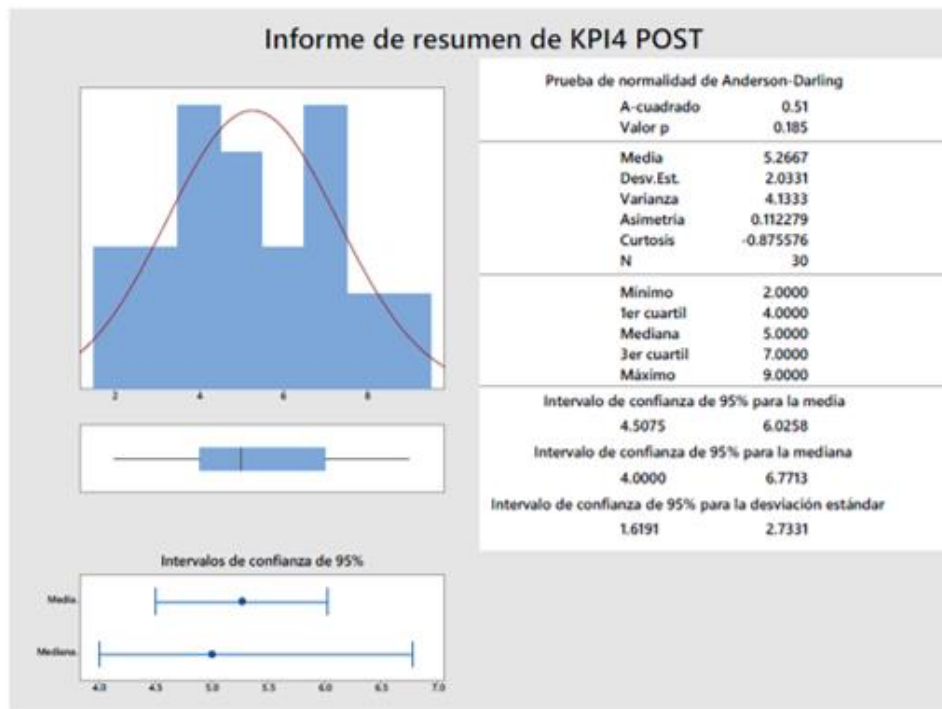 Informe de resumen de KPI4 POST
Prueba de normalidad de Anderson-Darling
A-cuadrado 0.51
Valor p 0.185
Media 5.2667
Desv.Est. 2.0331
Varianza 4.1333
Asimetría 0.112279
Curtosis -0.875576
N 30
Mínimo 2.0000
1er cuartil 4.0000
Mediana 5.0000
3er cuartil 7.0000
Máximo 9.0000
Intervalo de confianza de 95% para la media
4.5075 6.0258
Intervalo de confianza de 95% para la mediana
4.0000 6.7713
Intervalo de confianza de 95% para la desviación estándar
1.6191 2.7331
2 4 6 8
Intervalos de confianza de 95%
Media
Mediana
4.0 4.5 5.0 5.5 6.0 6.5 7.0